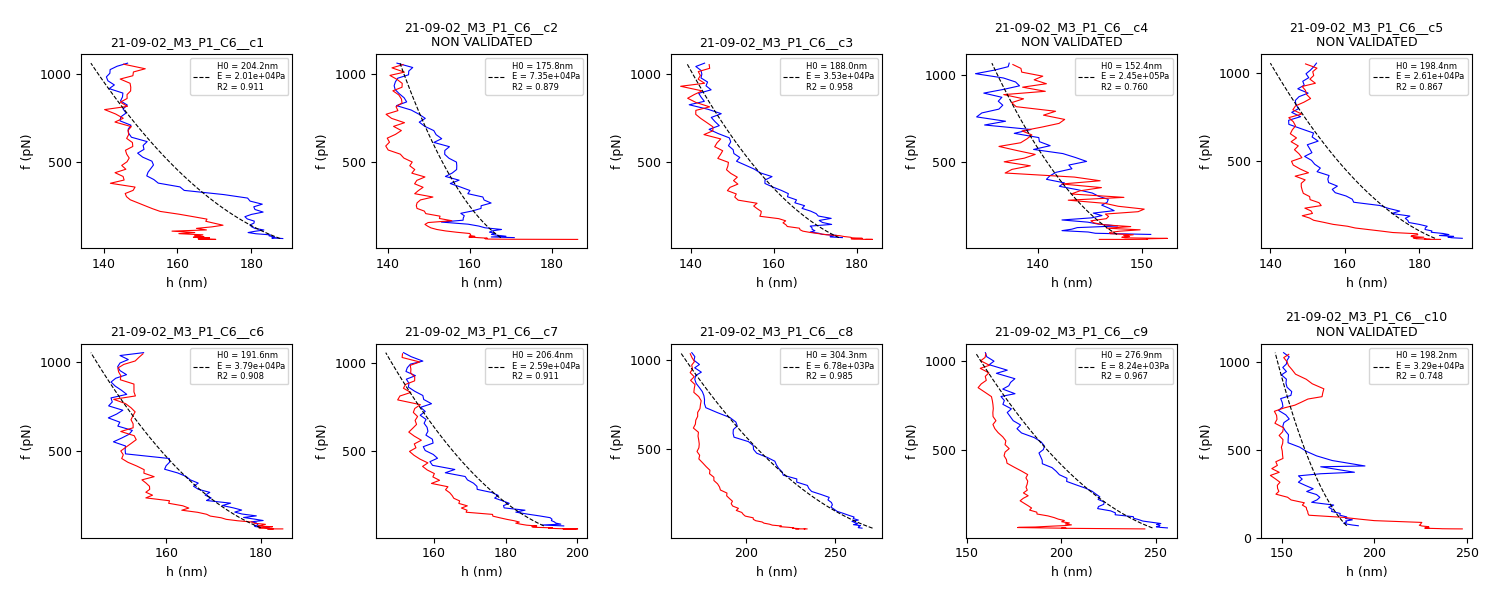 21-09-02_M3_P1_C6__c1
H0 = 204.2nm
E = 2.01e+04Pa
R2 = 0.911
1000
500
f (pN)
140 160 180
h (nm)
21-09-02_M3_P1_C6__c2
NON VALIDATED
H0 = 175.8nm
E = 7.35e+04Pa
R2 = 0.879
1000
500
f (pN)
140 160 180
h (nm)
21-09-02_M3_P1_C6__c3
H0 = 188.0nm
E = 3.53e+04Pa
R2 = 0.958
1000
500
f (pN)
140 160 180
h (nm)
21-09-02_M3_P1_C6__c4
NON VALIDATED
H0 = 152.4nm
E = 2.45e+05Pa
R2 = 0.760
1000
500
f (pN)
140 150
h (nm)
21-09-02_M3_P1_C6__c5
NON VALIDATED
H0 = 198.4nm
E = 2.61e+04Pa
R2 = 0.867
1000
500
f (pN)
140 160 180
h (nm)
21-09-02_M3_P1_C6__c6
H0 = 191.6nm
E = 3.79e+04Pa
R2 = 0.908
1000
500
f (pN)
160 180
h (nm)
21-09-02_M3_P1_C6__c7
H0 = 206.4nm
E = 2.59e+04Pa
R2 = 0.911
1000
500
f (pN)
160 180 200
h (nm)
21-09-02_M3_P1_C6__c8
H0 = 304.3nm
E = 6.78e+03Pa
R2 = 0.985
1000
500
f (pN)
200 250
h (nm)
21-09-02_M3_P1_C6__c9
H0 = 276.9nm
E = 8.24e+03Pa
R2 = 0.967
1000
500
f (pN)
150 200 250
h (nm)
21-09-02_M3_P1_C6__c10
NON VALIDATED
H0 = 198.2nm
E = 3.29e+04Pa
R2 = 0.748
1000
500
0
f (pN)
150 200 250
h (nm)